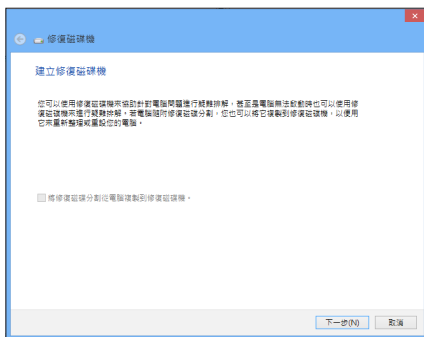 修復磁碟機
建立修復磁碟機
您可以使用修復磁碟機來協助針對電腦問題進行疑難排解，甚至是電腦無法啟動時也可以使用修
復磁碟機來進行疑難排解。若電腦隨附修復磁碟分割，您也可以將它複製到修復磁碟機，以便用
它來重新整理或重設您的電腦。
將修復磁碟分割從電腦複製到修復磁碟機。
下一步(N)
取消